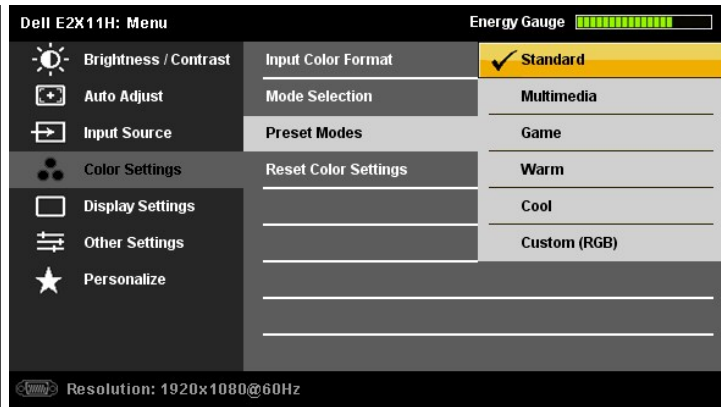 Dell E2X11H: Menu
Energy Gauge
Brightness / Contrast
Auto Adjust
Input Source
Color Settings
Display Settings
Other Settings
Personalize
Input Color Format
Mode Selection
Preset Modes
Reset Color Settings
Standard
Multimedia
Game
Warm
Cool
Custom (RGB)
Resolution: 1920x1080@60Hz